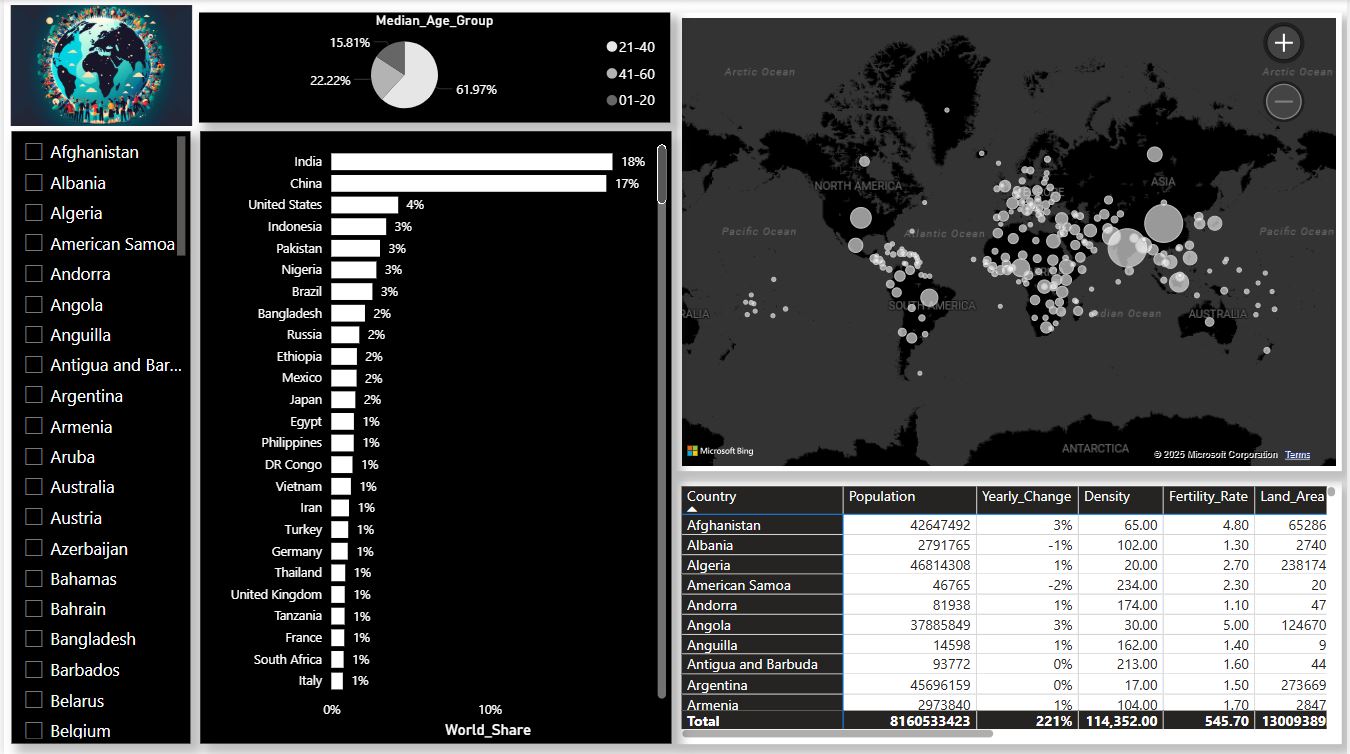 Median_Age_Group
15.81%
22.22%
61.97%
21-40
41-60
01-20
Afghanistan
Albania
Algeria
American Samoa
Andorra
Angola
Anguilla
Antigua and Bar...
Argentina
Armenia
Aruba
Australia
Austria
Azerbaijan
Bahamas
Bahrain
Bangladesh
Barbados
Belarus
Belgium
India 18%
China 17%
United States 4%
Indonesia 3%
Pakistan 3%
Nigeria 3%
Brazil 3%
Bangladesh 2%
Russia 2%
Ethiopia 2%
Mexico 2%
Japan 2%
Egypt 1%
Philippines 1%
DR Congo 1%
Vietnam 1%
Iran 1%
Turkey 1%
Germany 1%
Thailand 1%
United Kingdom 1%
Tanzania 1%
France 1%
South Africa 1%
Italy 1%
0% 10%
World_Share
Arctic Ocean
Arctic Ocean
NORTH AMERICA
ASIA
Pacific Ocean
Atlantic Ocean
Pacific Ocean
SOUTH AMERICA
ndian Ocean
RALIA
AUSTRALIA
ANTARCTICA
Microsoft Bing
© 2025 Microsoft Corporation Terms
Country Population Yearly_Change Density Fertility_Rate Land_Area
Afghanistan 42647492 3% 65.00 4.80 65286
Albania 2791765 -1% 102.00 1.30 2740
Algeria 46814308 1% 20.00 2.70 238174
American Samoa 46765 -2% 234.00 2.30 20
Andorra 81938 1% 174.00 1.10 47
Angola 37885849 3% 30.00 5.00 124670
Anguilla 14598 1% 162.00 1.40 9
Antigua and Barbuda 93772 0% 213.00 1.60 44
Argentina 45696159 0% 17.00 1.50 273669
Armenia 2973840 1% 104.00 1.70 2847
Total 8160533423 221% 114,352.00 545.70 13009389